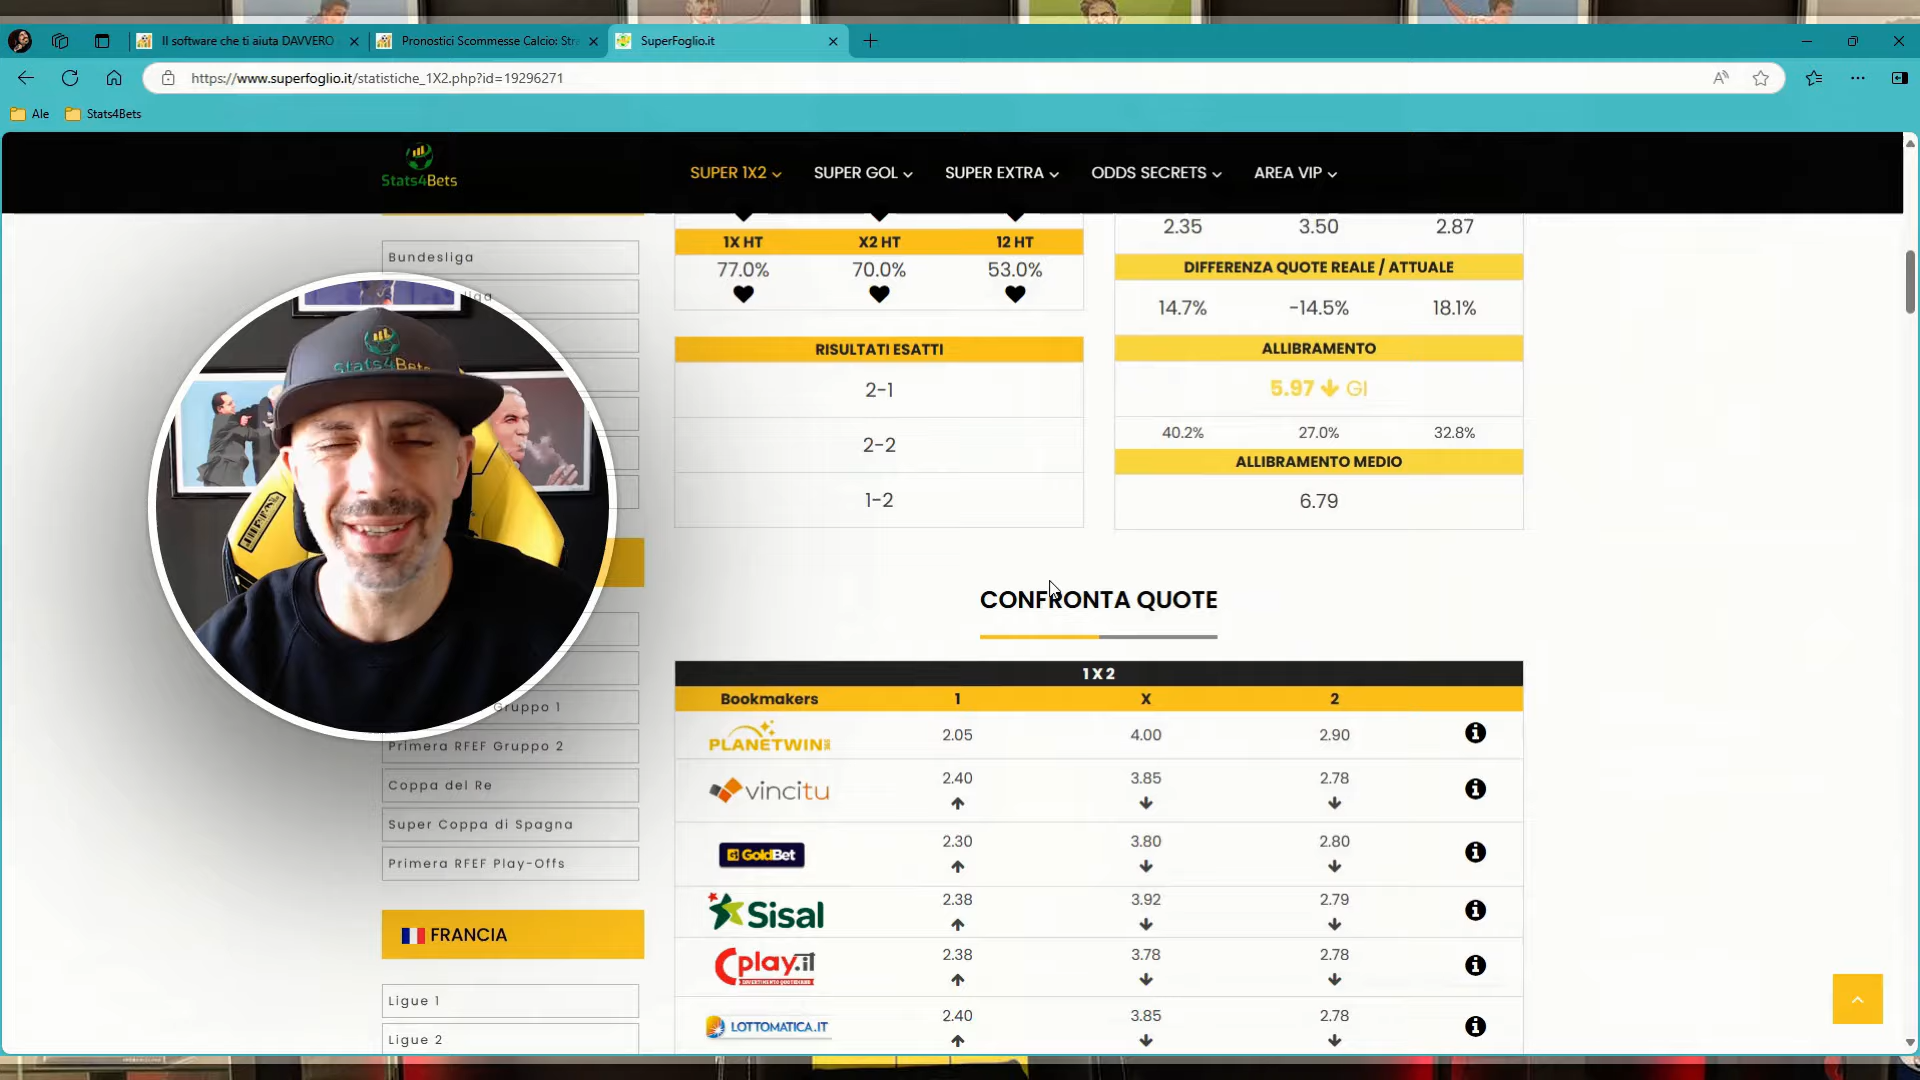 Il software che ti aiuta DAVVERO
Pronostici Scommesse Calcio: Str
SuperFoglio.it
https://www.superfoglio.it/statistiche_1X2.php?id=19296271
Ale
Stats4Bets
Stats4Bets
SUPER 1X2
SUPER GOL
SUPER EXTRA
ODDS SECRETS
AREA VIP
Bundesliga
liga
Gruppo 1
Primera RFEF Gruppo 2
Coppa del Re
Super Coppa di Spagna
Primera RFEF Play-Offs
FRANCIA
Ligue 1
Ligue 2
Stats4Bets
1X HT X2 HT 12 HT
77.0% 70.0% 53.0%
RISULTATI ESATTI
2-1
2-2
1-2
2.35 3.50 2.87
DIFFERENZA QUOTE REALE / ATTUALE
14.7% -14.5% 18.1%
ALLIBRAMENTO
5.97 GI
40.2% 27.0% 32.8%
ALLIBRAMENTO MEDIO
6.79
CONFRONTA QUOTE
1X2
Bookmakers 1 X 2
PLANETWIN 2.05 4.00 2.90
vincitu 2.40 3.85 2.78
GoldBet 2.30 3.80 2.80
Sisal 2.38 3.92 2.79
Cplay.it 2.38 3.78 2.78
LOTTOMATICA.IT 2.40 3.85 2.78